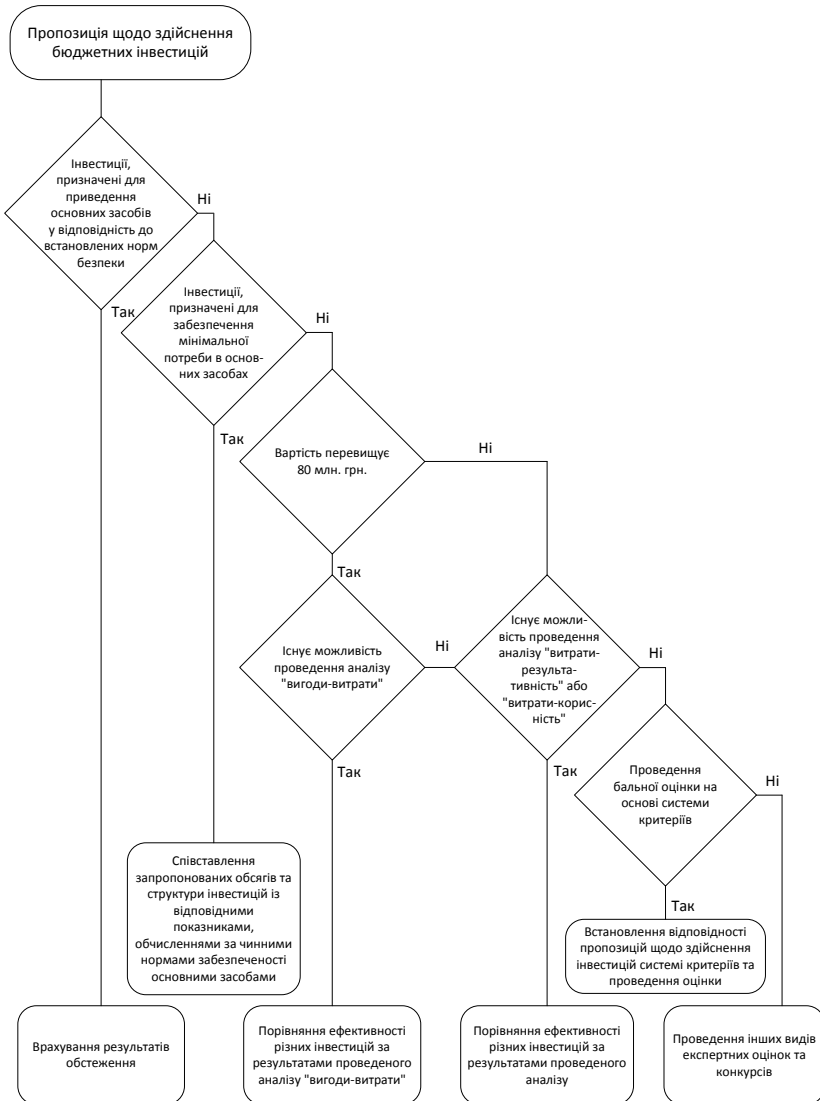 Пропозиція щодо здійснення
бюджетних інвестицій
Інвестиції,
призначені для
приведення
основних засобів
у відповідність до
встановлених норм
безпеки
Ні
Так
Інвестиції,
призначені для
забезпечення
мінімальної
потреби в основ-
них засобах
Ні
Так
Вартість перевищує
80 млн. грн.
Ні
Так
Існує можливість
проведення аналізу
"вигоди-витрати"
Ні
Так
Існує можли-
вість проведення
аналізу "витрати-
результа-
тивність" або
"витрати-корис-
ність"
Ні
Так
Проведення
бальної оцінки на
основі системи
критеріїв
Ні
Так
Співставлення
запропонованих обсягів та
структури інвестицій із
відповідними
показниками,
обчисленнями за чинними
нормами забезпеченості
основними засобами
Встановлення відповідності
пропозицій щодо здійснення
інвестицій системі критеріїв та
проведення оцінки
Врахування результатів
обстеження
Порівняння ефективності
різних інвестицій за
результатами проведеного
аналізу "вигоди-витрати"
Порівняння ефективності
різних інвестицій за
результатами проведеного
аналізу
Проведення інших видів
експертних оцінок та
конкурсів